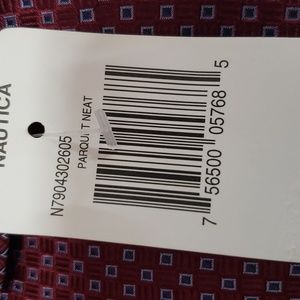 NAUTICA
N7904302605
PARQUET NEAT
7 56500 05768 5